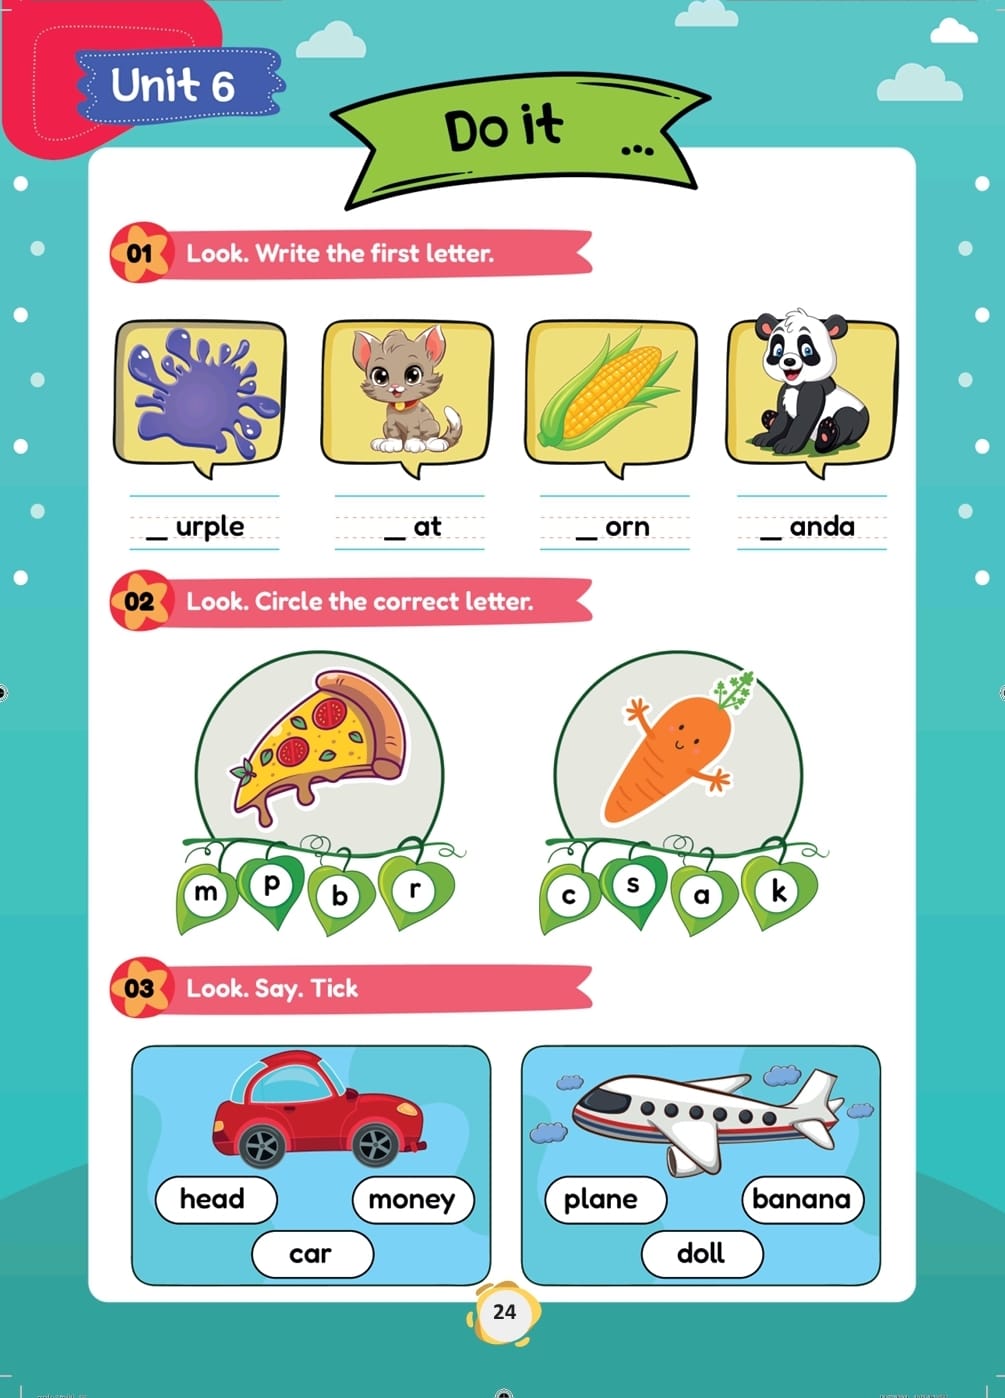 Unit 6
Do it ...
01 Look. Write the first letter.
_ urple _ at _ orn _ anda
02 Look. Circle the correct letter.
m p b r c s a k
03 Look. Say. Tick
head money plane banana
car doll
24